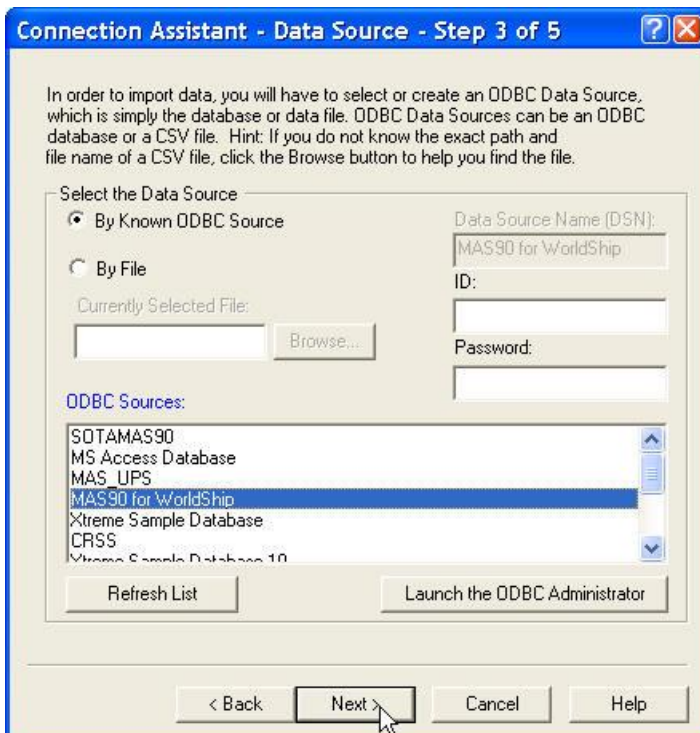 Connection Assistant - Data Source - Step 3 of 5
In order to import data, you will have to select or create an ODBC Data Source,
which is simply the database or data file. ODBC Data Sources can be an ODBC
database or a CSV file. Hint: If you do not know the exact path and
file name of a CSV file, click the Browse button to help you find the file.
Select the Data Source
By Known ODBC Source
By File
Currently Selected File:
Browse...
Data Source Name (DSN):
MAS90 for WorldShip
ID:
Password:
ODBC Sources:
SOTAMAS90
MS Access Database
MAS_UPS
MAS90 for WorldShip
Xtreme Sample Database
CRSS
Xtreme Sample Database 10
Refresh List
Launch the ODBC Administrator
< Back
Next >
Cancel
Help